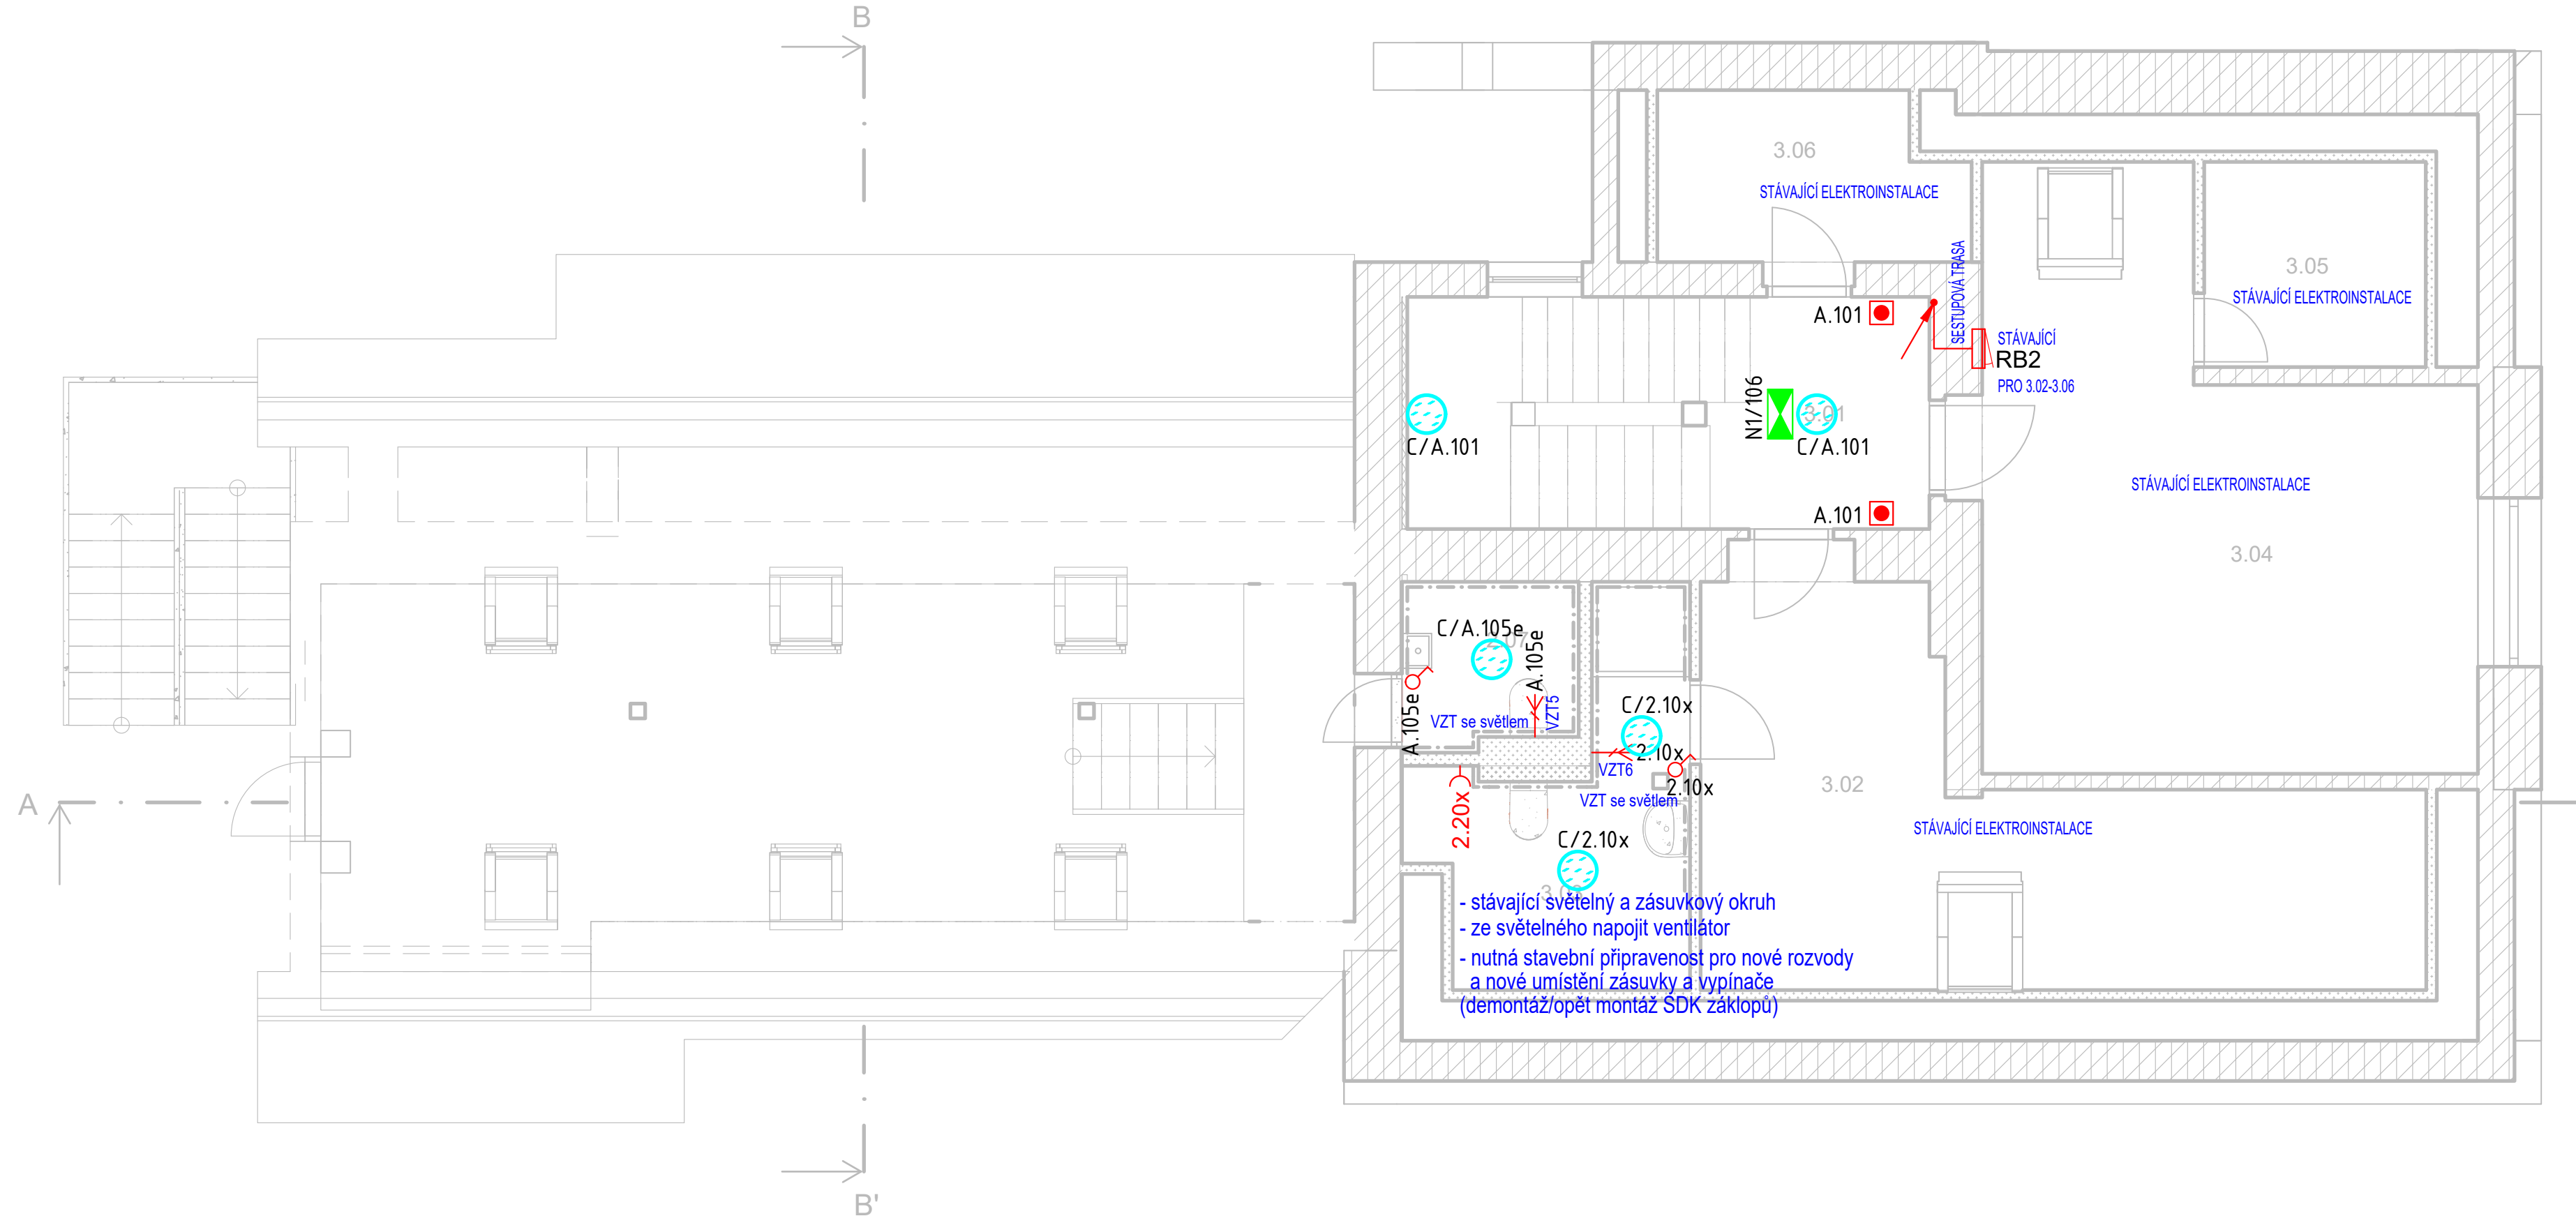 B
3.06
STÁVAJÍCÍ ELEKTROINSTALACE
SESTUPOVÁ TRASA
3.05
STÁVAJÍCÍ ELEKTROINSTALACE
A.101
STÁVAJÍCÍ
RB2
PRO 3.02-3.06
N1/106
3.01
C/A.101
C/A.101
STÁVAJÍCÍ ELEKTROINSTALACE
A.101
3.04
C/A.105e
A.105e
A.105e
VZT se světlem
VZT5
C/2.10x
2.10x
VZT6
2.10x
VZT se světlem
3.02
A
2.20x
STÁVAJÍCÍ ELEKTROINSTALACE
C/2.10x
- stávající světelný a zásuvkový okruh
- ze světelného napojit ventilátor
- nutná stavební připravenost pro nové rozvody
a nové umístění zásuvky a vypínače
(demontáž/opět montáž SDK záklopů)
B'